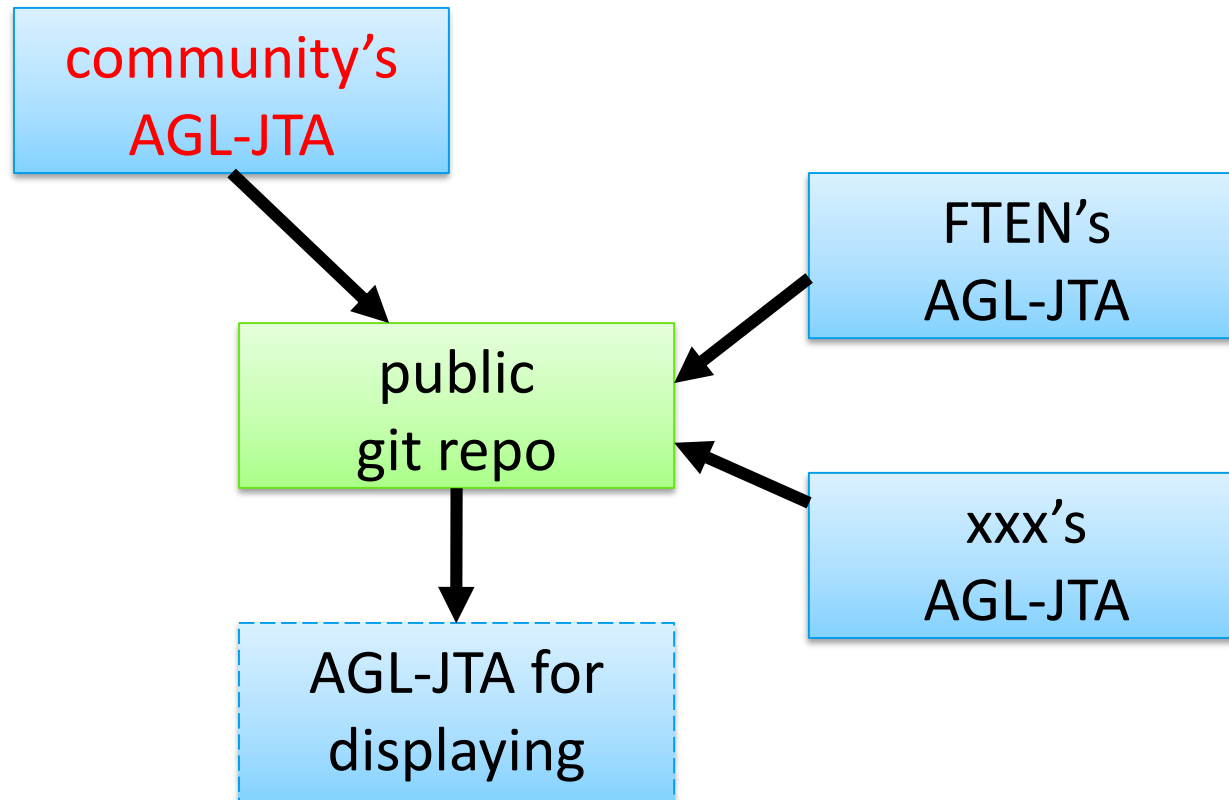 community’s
AGL-JTA
FTEN’s
AGL-JTA
public
git repo
xxx’s
AGL-JTA
AGL-JTA for
displaying